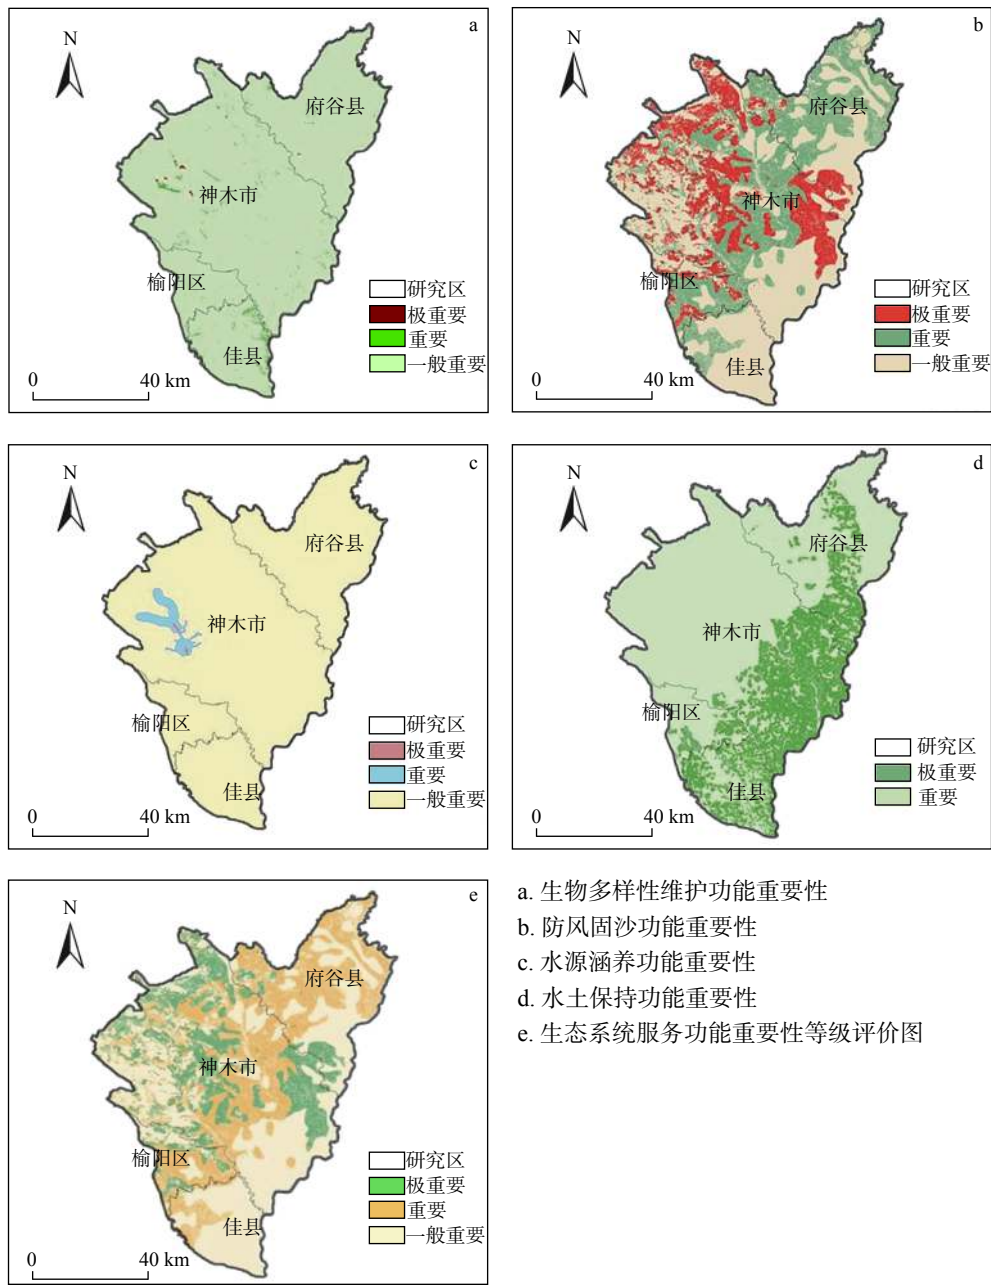 a
N
府谷县
神木市
榆阳区
佳县
研究区
极重要
重要
一般重要
0 40 km
b
N
府谷县
神木市
榆阳区
佳县
研究区
极重要
重要
一般重要
0 40 km
c
N
府谷县
神木市
榆阳区
佳县
研究区
极重要
重要
一般重要
0 40 km
d
N
府谷县
神木市
榆阳区
佳县
研究区
极重要
重要
0 40 km
e
N
府谷县
神木市
榆阳区
佳县
研究区
极重要
重要
一般重要
0 40 km
a. 生物多样性维护功能重要性
b. 防风固沙功能重要性
c. 水源涵养功能重要性
d. 水土保持功能重要性
e. 生态系统服务功能重要性等级评价图